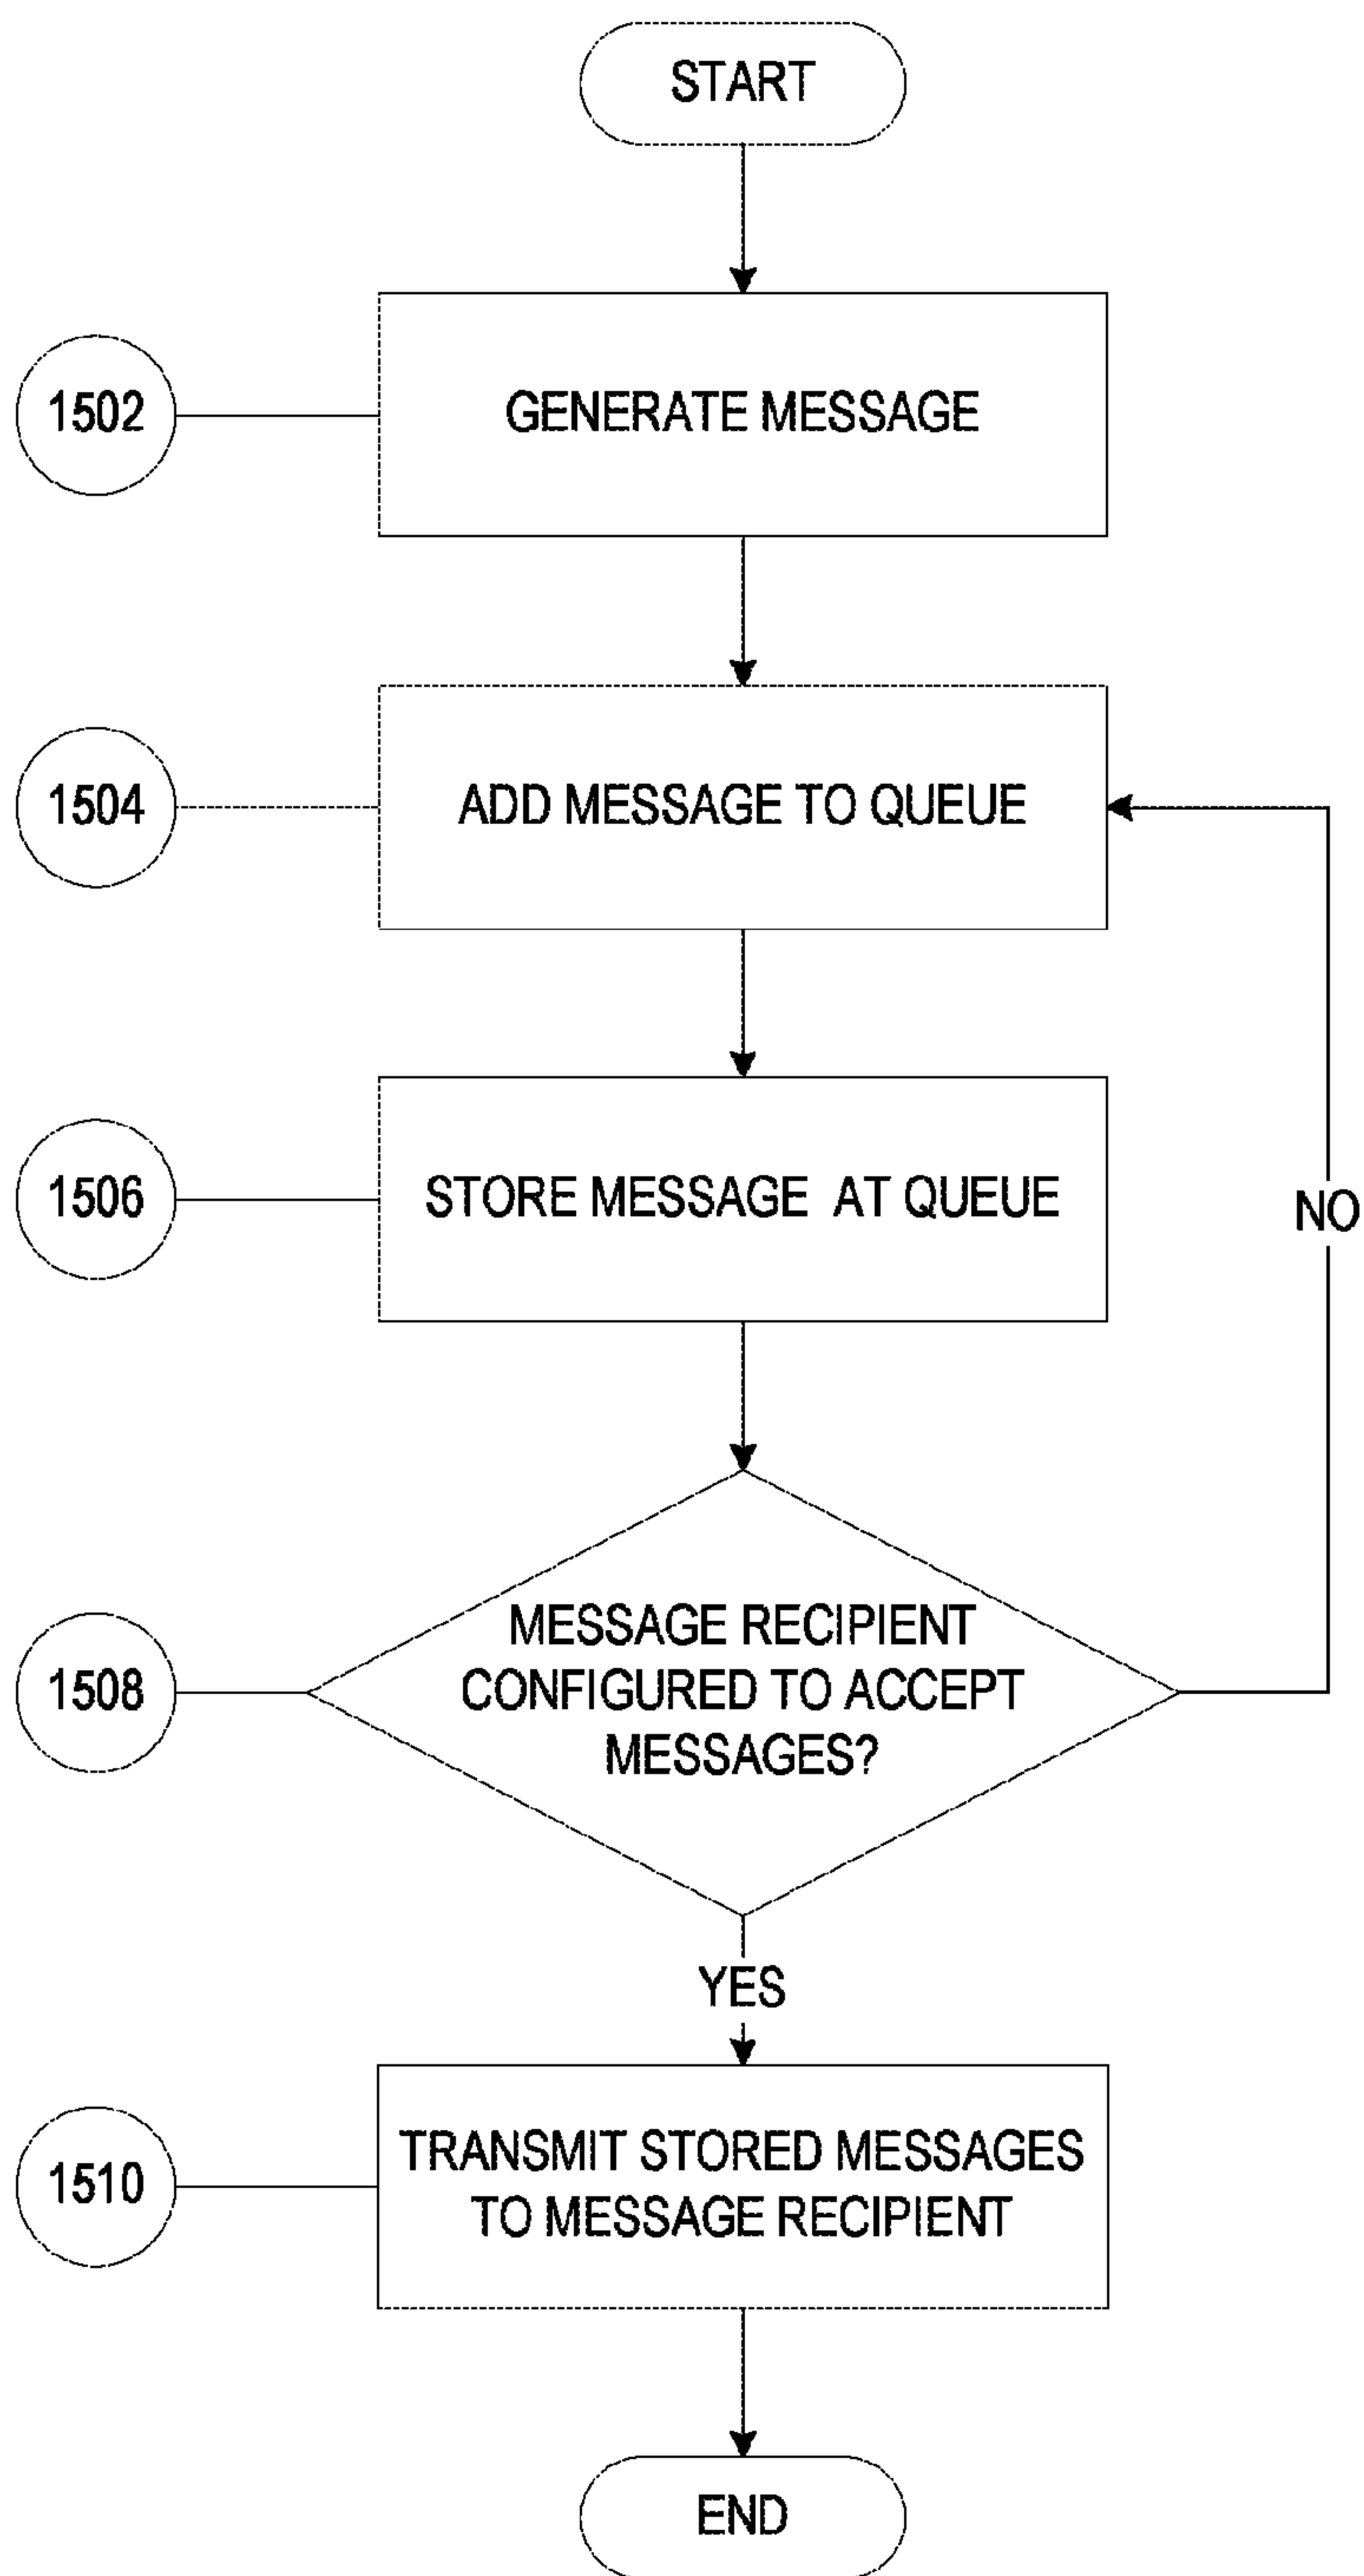 START
1502
GENERATE MESSAGE
1504
ADD MESSAGE TO QUEUE
1506
STORE MESSAGE AT QUEUE
NO
1508
MESSAGE RECIPIENT
CONFIGURED TO ACCEPT
MESSAGES?
YES
1510
TRANSMIT STORED MESSAGES
TO MESSAGE RECIPIENT
END